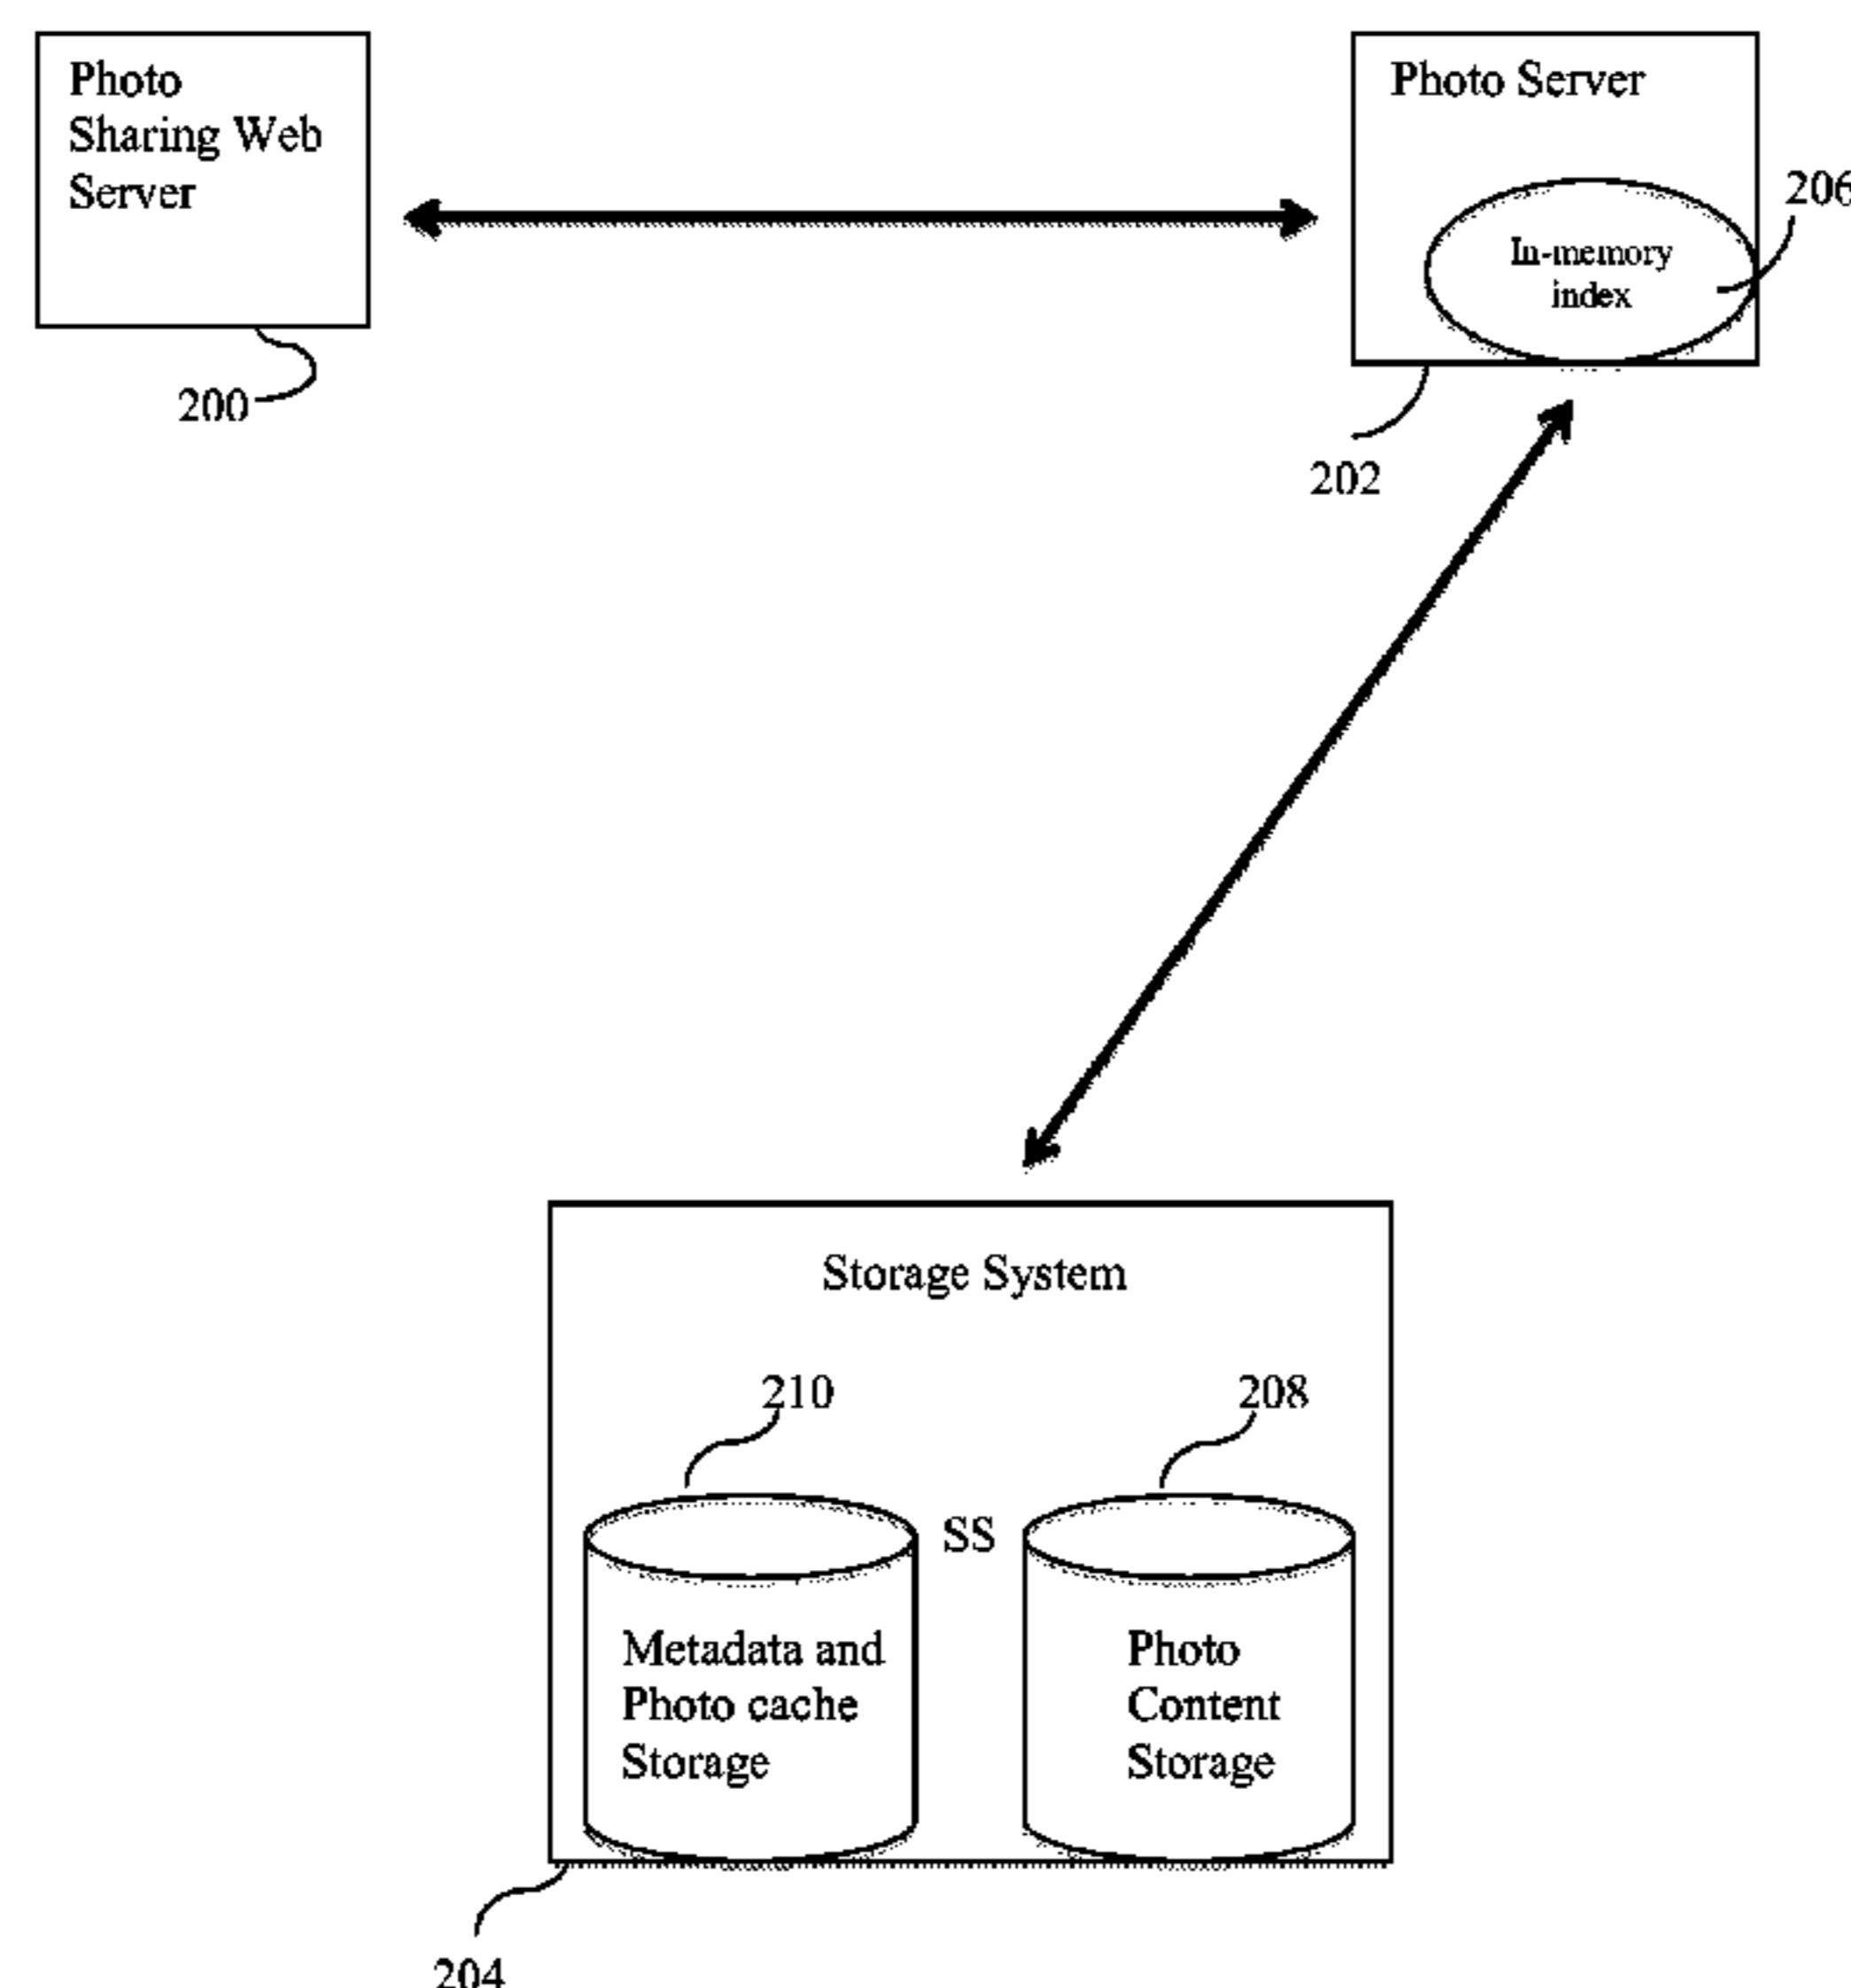 Photo
Sharing Web
Server
Photo Server
206
In-memory
index
200
202
Storage System
210
208
SS
Metadata and
Photo cache
Storage
Photo
Content
Storage
204